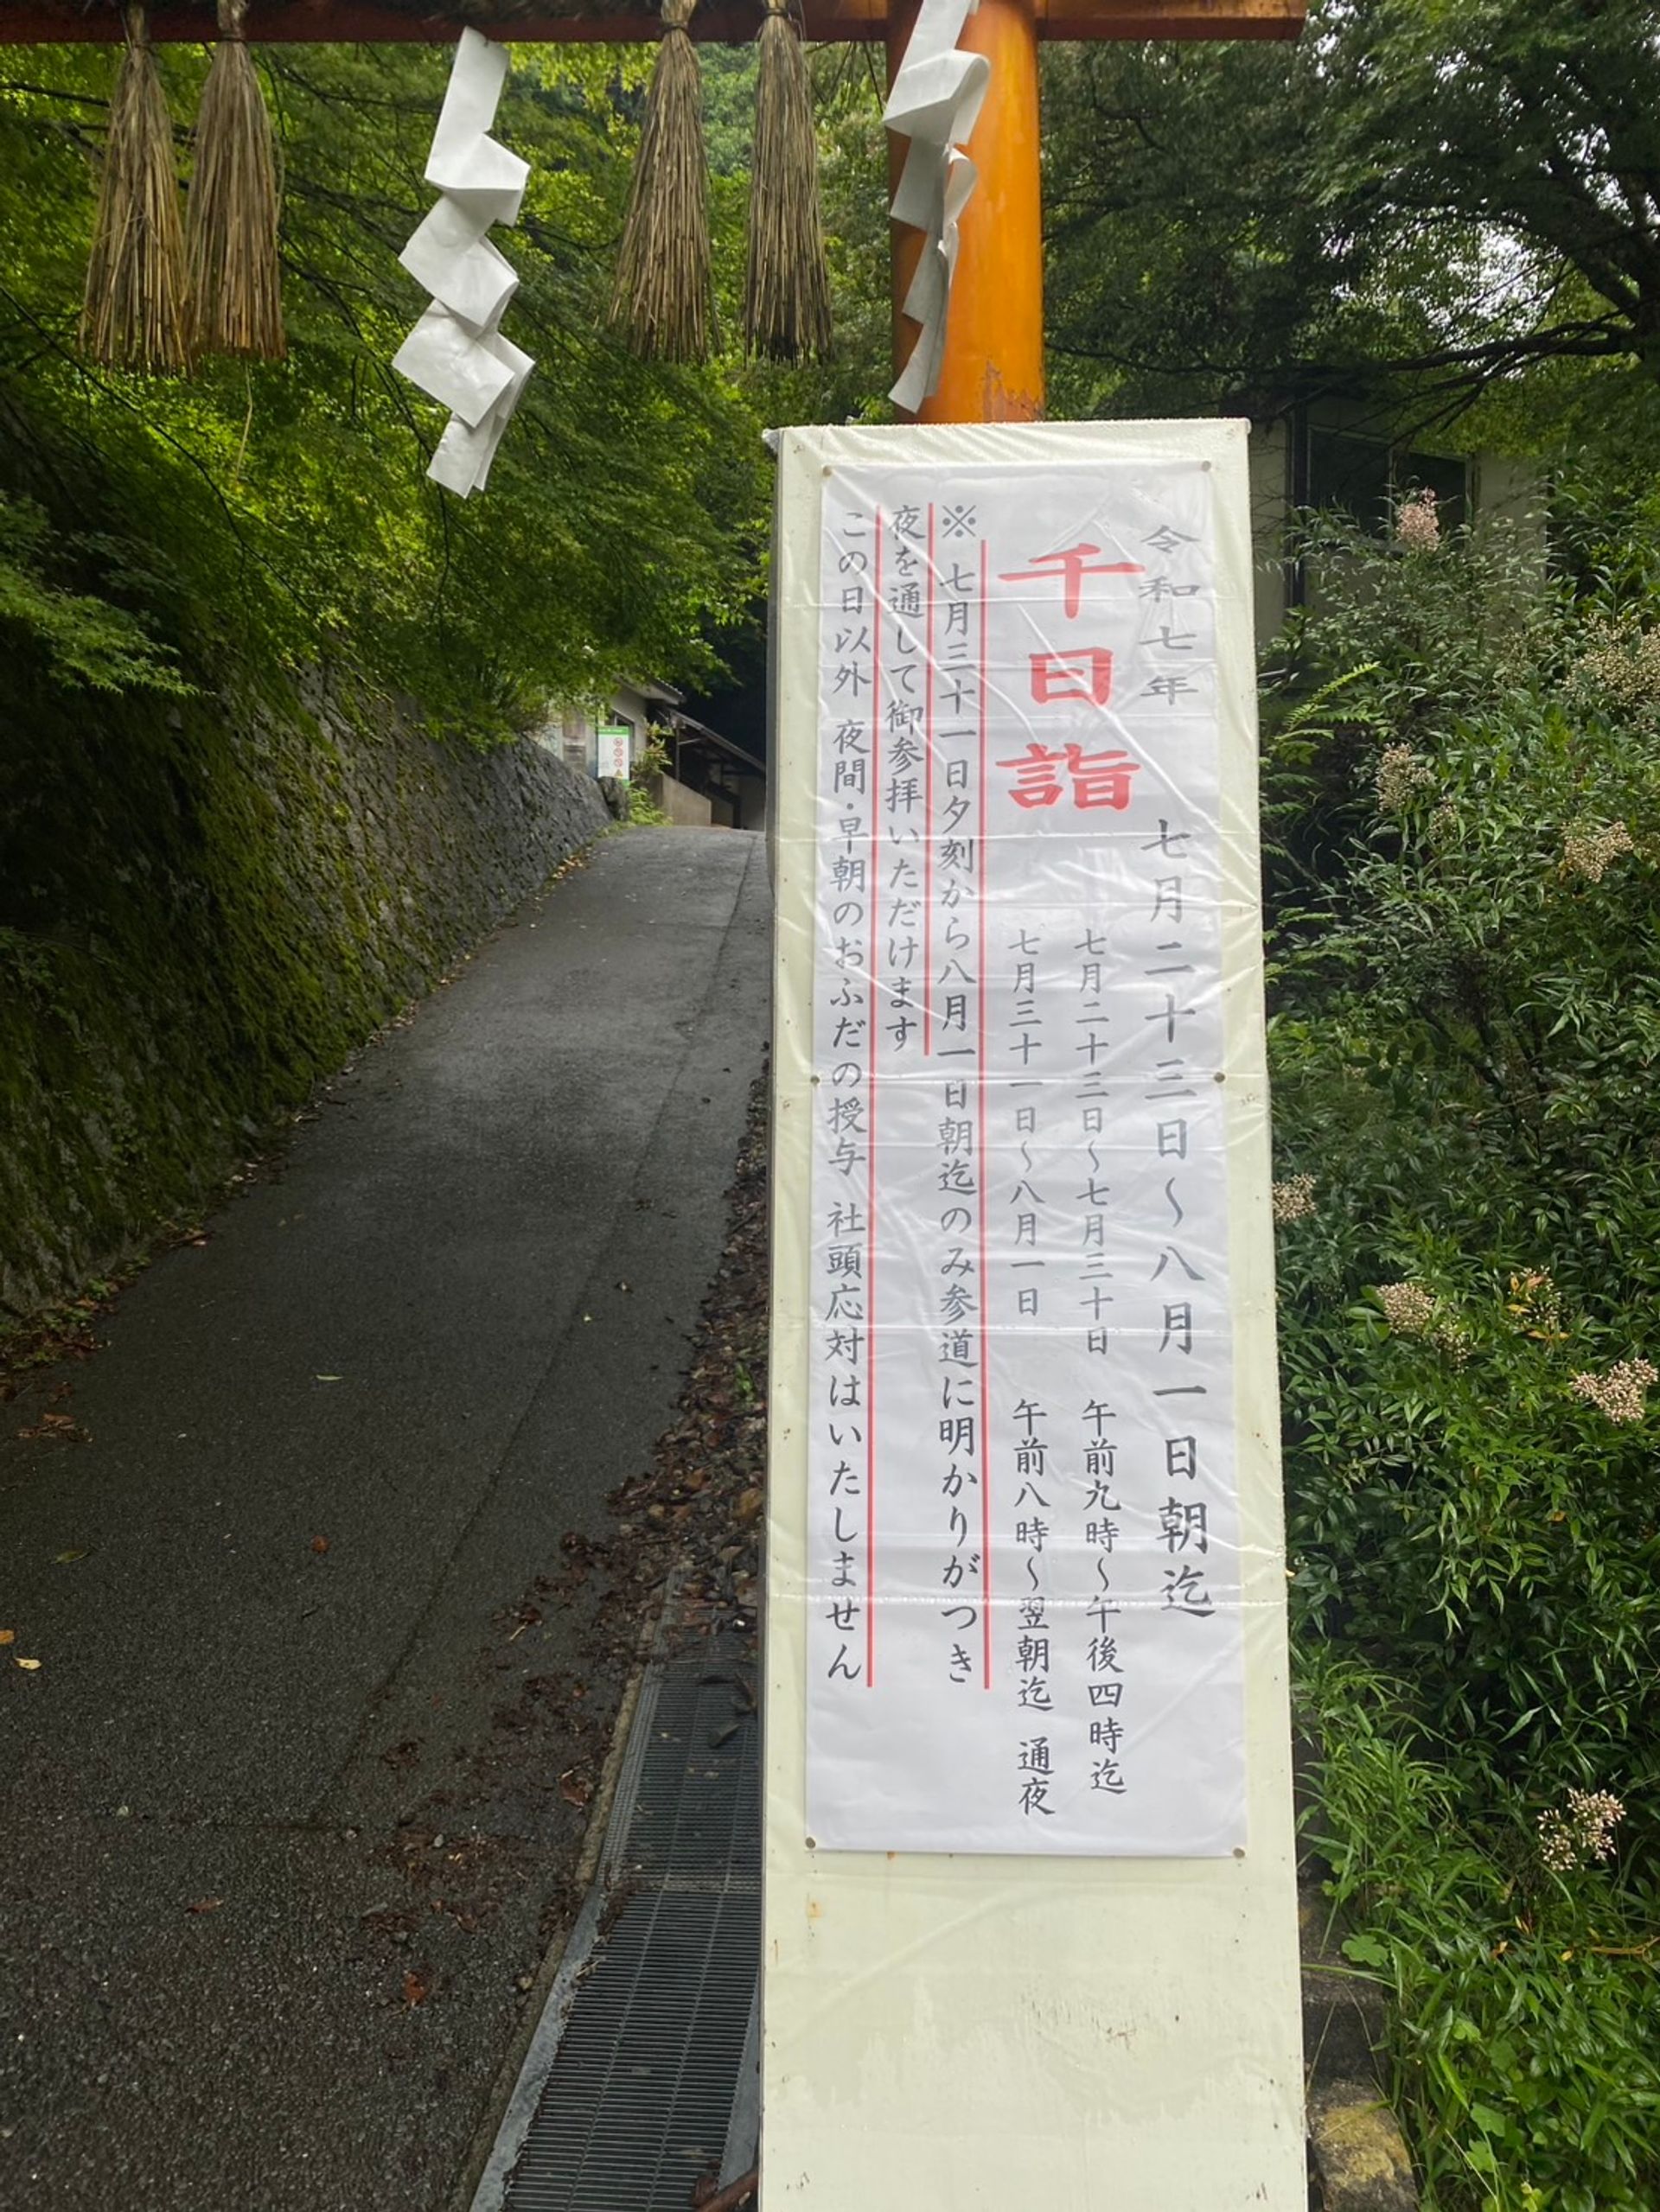 令和七年
千日詣
七月二十三日～八月一日朝迄
七月二十三日～七月三十日 午前九時～午後四時迄
七月三十一日～八月一日 午前八時～翌朝迄 通夜
※ 七月三十一日夕刻から八月一日朝迄のみ参道に明かりがつき
夜を通して御参拝いただけます
この日以外 夜間・早朝のおふだの授与 社頭応対はいたしません